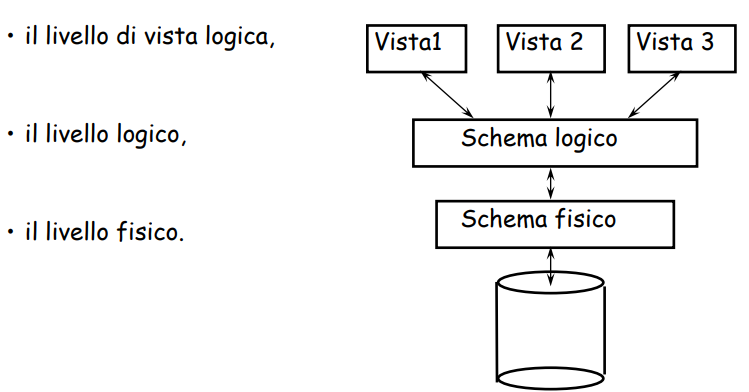 • il livello di vista logica,
Vista1
Vista 2
Vista 3
• il livello logico,
Schema logico
• il livello fisico.
Schema fisico